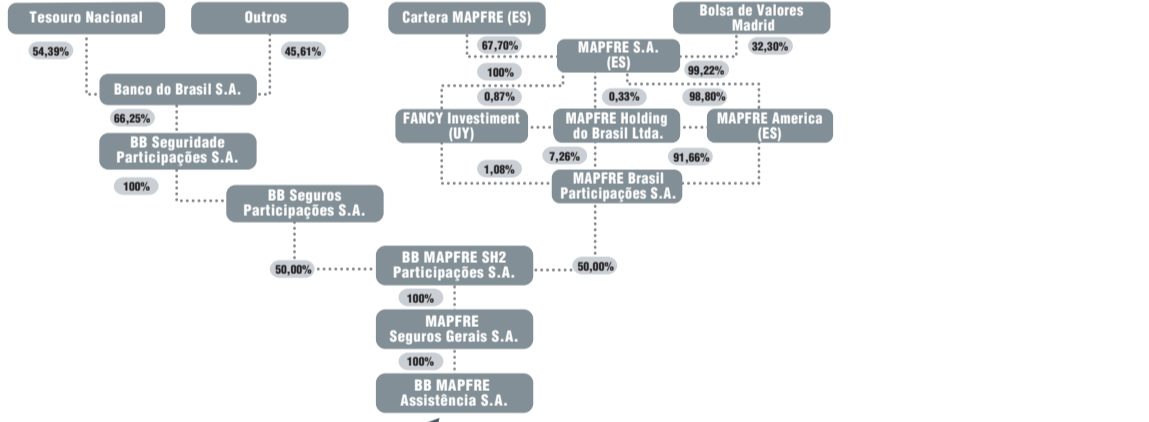 Tesouro Nacional
Outros
Cartera MAPFRE (ES)
Bolsa de Valores
Madrid
54,39%
45,61%
67,70%
MAPFRE S.A.
(ES)
32,30%
100%
99,22%
Banco do Brasil S.A.
0,87%
0,33%
98,80%
66,25%
FANCY Investiment
(UY)
MAPFRE Holding
do Brasil Ltda.
MAPFRE America
(ES)
BB Seguridade
Participações S.A.
7,26%
91,66%
1,08%
100%
MAPFRE Brasil
Participações S.A.
BB Seguros
Participações S.A.
50,00%
BB MAPFRE SH2
Participações S.A.
50,00%
100%
MAPFRE
Seguros Gerais S.A.
100%
BB MAPFRE
Assistência S.A.